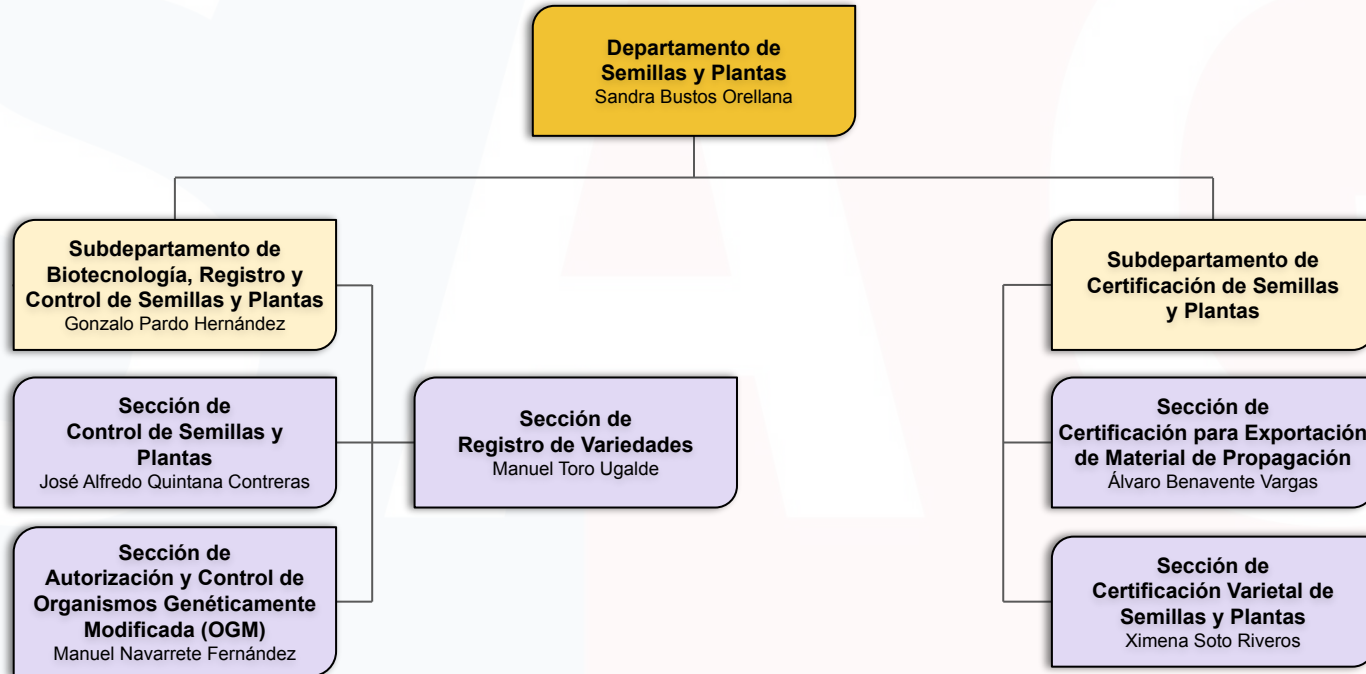 Departamento de
Semillas y Plantas
Sandra Bustos Orellana
Subdepartamento de
Biotecnología, Registro y
Control de Semillas y Plantas
Gonzalo Pardo Hernández
Subdepartamento de
Certificación de Semillas
y Plantas
Sección de
Control de Semillas y
Plantas
José Alfredo Quintana Contreras
Sección de
Registro de Variedades
Manuel Toro Ugalde
Sección de
Certificación para Exportación
de Material de Propagación
Álvaro Benavente Vargas
Sección de
Autorización y Control de
Organismos Genéticamente
Modificada (OGM)
Manuel Navarrete Fernández
Sección de
Certificación Varietal de
Semillas y Plantas
Ximena Soto Riveros